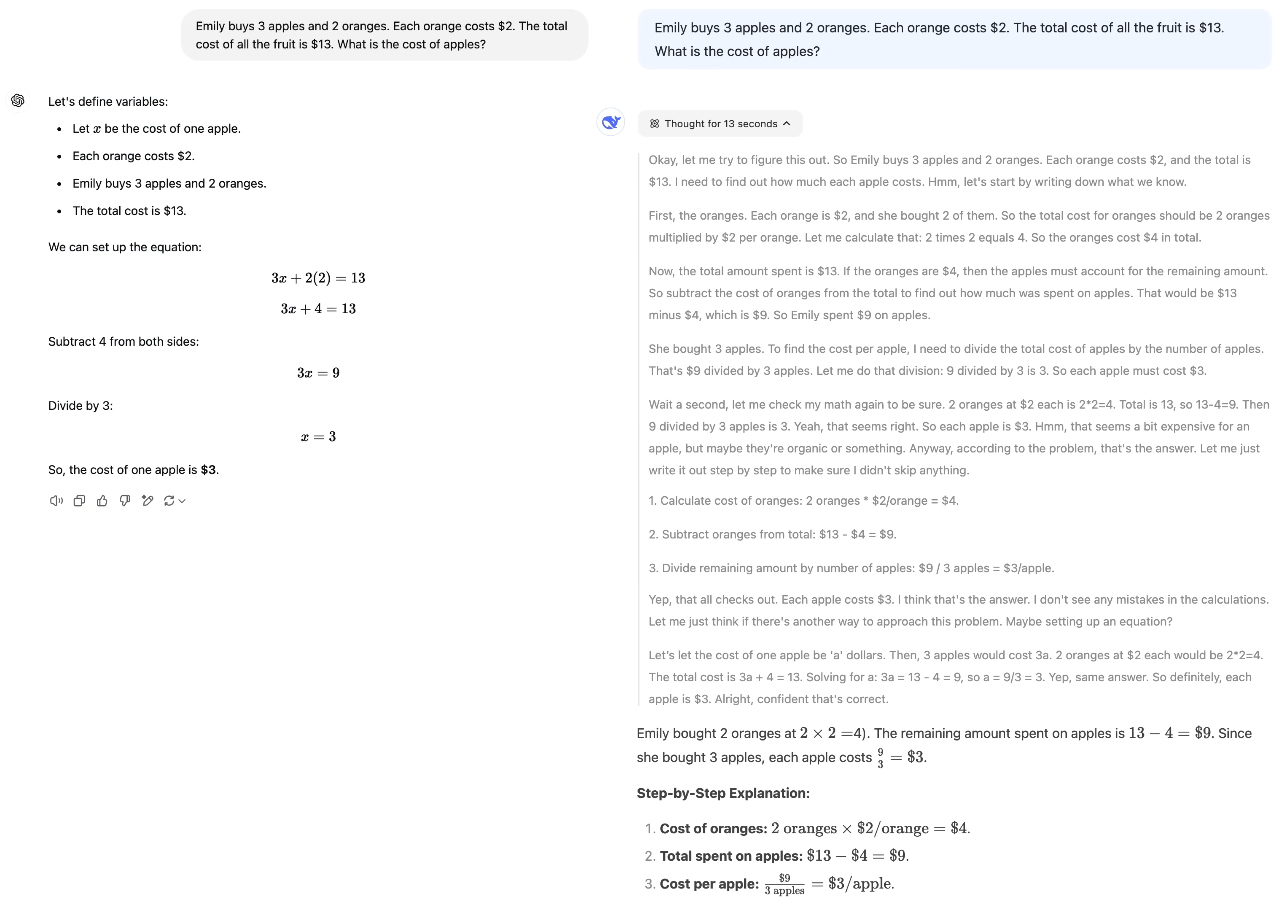 Emily buys 3 apples and 2 oranges. Each orange costs $2. The total
cost of all the fruit is $13. What is the cost of apples?
Let's define variables:
• Let x be the cost of one apple.
• Each orange costs $2.
• Emily buys 3 apples and 2 oranges.
• The total cost is $13.
We can set up the equation:
3x + 2(2) = 13
3x + 4 = 13
Subtract 4 from both sides:
3x = 9
Divide by 3:
x = 3
So, the cost of one apple is $3.
Emily buys 3 apples and 2 oranges. Each orange costs $2. The total cost of all the fruit is $13.
What is the cost of apples?
Thought for 13 seconds
Okay, let me try to figure this out. So Emily buys 3 apples and 2 oranges. Each orange costs $2, and the total is
$13. I need to find out how much each apple costs. Hmm, let's start by writing down what we know.
First, the oranges. Each orange is $2, and she bought 2 of them. So the total cost for oranges should be 2 oranges
multiplied by $2 per orange. Let me calculate that: 2 times 2 equals 4. So the oranges cost $4 in total.
Now, the total amount spent is $13. If the oranges are $4, then the apples must account for the remaining amount.
So subtract the cost of oranges from the total to find out how much was spent on apples. That would be $13
minus $4, which is $9. So Emily spent $9 on apples.
She bought 3 apples. To find the cost per apple, I need to divide the total cost of apples by the number of apples.
That's $9 divided by 3 apples. Let me do that division: 9 divided by 3 is 3. So each apple must cost $3.
Wait a second, let me check my math again to be sure. 2 oranges at $2 each is 2*2=4. Total is 13, so 13-4=9. Then
9 divided by 3 apples is 3. Yeah, that seems right. So each apple is $3. Hmm, that seems a bit expensive for an
apple, but maybe they're organic or something. Anyway, according to the problem, that's the answer. Let me just
write it out step by step to make sure I didn't skip anything.
1. Calculate cost of oranges: 2 oranges * $2/orange = $4.
2. Subtract oranges from total: $13 - $4 = $9.
3. Divide remaining amount by number of apples: $9 / 3 apples = $3/apple.
Yep, that all checks out. Each apple costs $3. I think that's the answer. I don't see any mistakes in the calculations.
Let me just think if there's another way to approach this problem. Maybe setting up an equation?
Let's let the cost of one apple be 'a' dollars. Then, 3 apples would cost 3a. 2 oranges at $2 each would be 2*2=4.
The total cost is 3a + 4 = 13. Solving for a: 3a = 13 - 4 = 9, so a = 9/3 = 3. Yep, same answer. So definitely, each
apple is $3. Alright, confident that's correct.
Emily bought 2 oranges at 2 × 2 =4). The remaining amount spent on apples is 13 − 4 = $9. Since
she bought 3 apples, each apple costs 9/3 = $3.
Step-by-Step Explanation:
1. Cost of oranges: 2 oranges × $2/orange = $4.
2. Total spent on apples: $13 − $4 = $9.
3. Cost per apple: $9/3 apples = $3/apple.